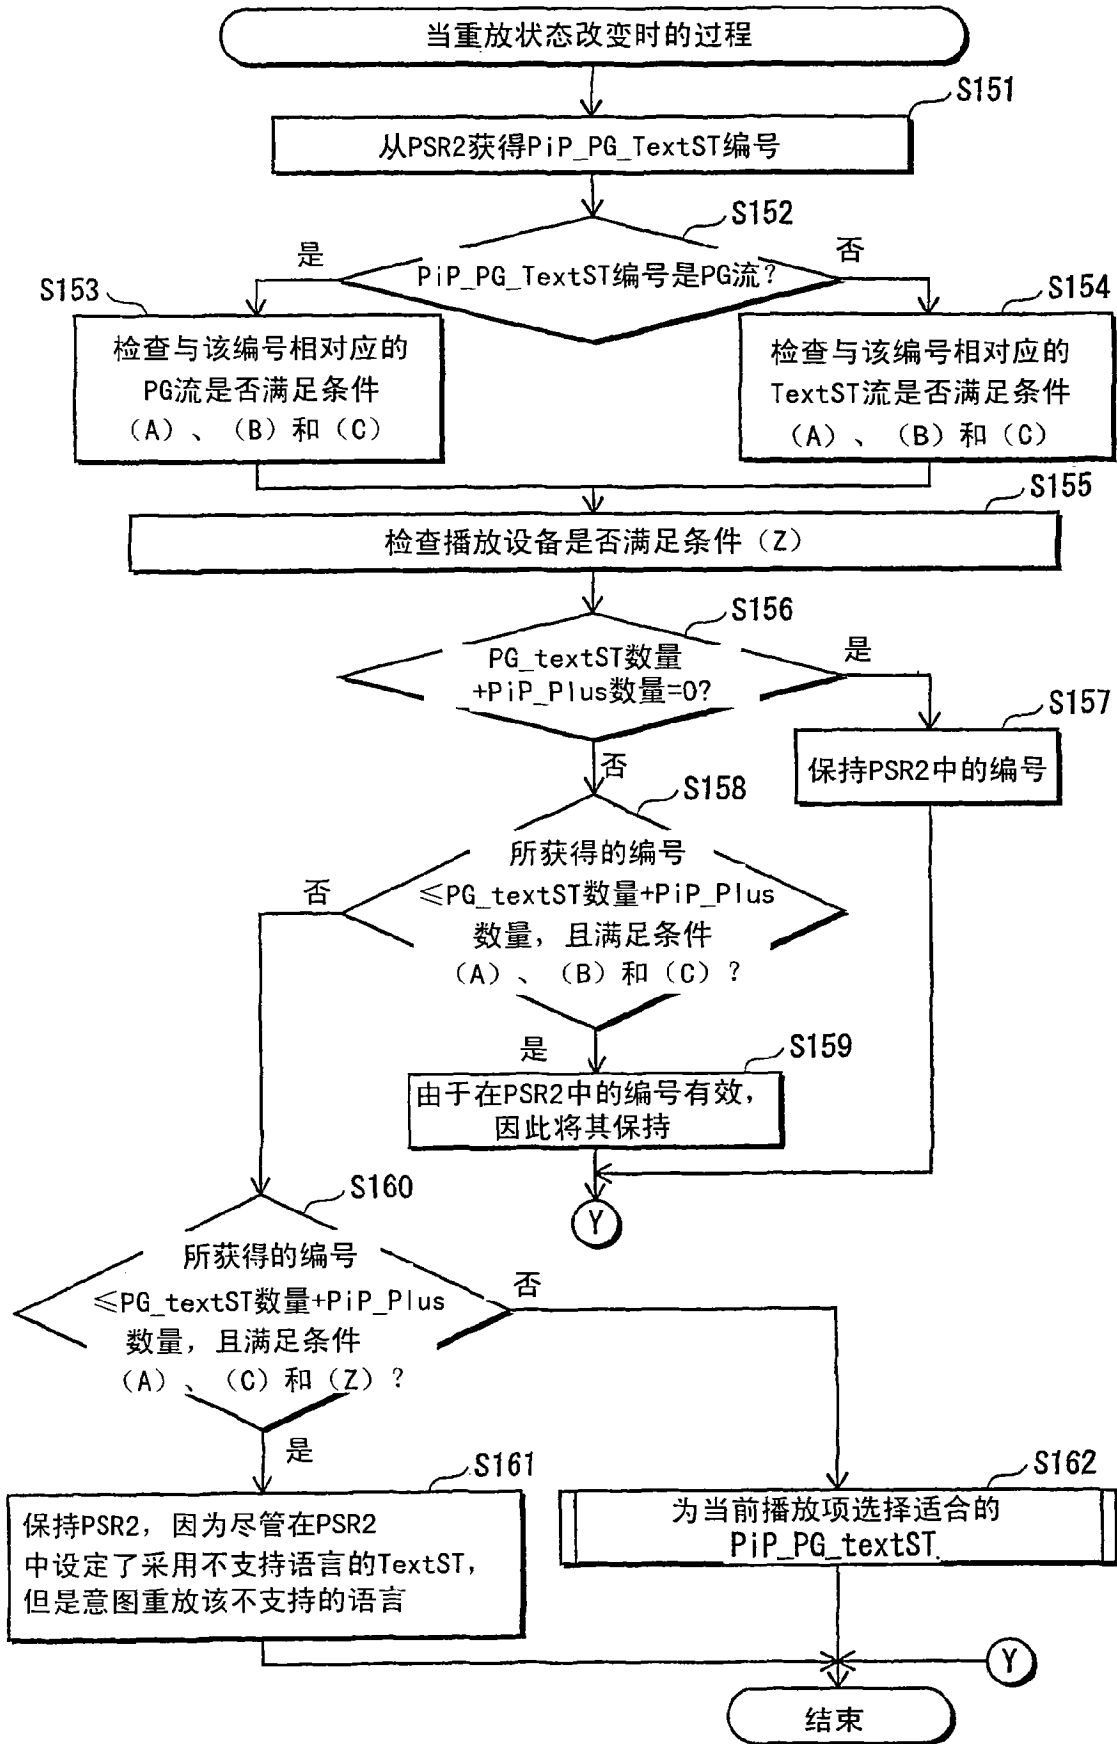 当重放状态改变时的过程
S151
从PSR2获得PiP_PG_TextST编号
S152
是
否
PiP_PG_TextST编号是PG流?
S153
S154
检查与该编号相对应的
PG流是否满足条件
(A)、(B)和(C)
检查与该编号相对应的
TextST流是否满足条件
(A)、(B)和(C)
S155
检查播放设备是否满足条件(Z)
S156
PG_textST数量
+PiP_Plus数量=0?
是
S157
保持PSR2中的编号
否
S158
所获得的编号
≤PG_textST数量+PiP_Plus
数量,且满足条件
(A)、(B)和(C)?
否
是
S159
由于在PSR2中的编号有效,
因此将其保持
Y
S160
所获得的编号
≤PG_textST数量+PiP_Plus
数量,且满足条件
(A)、(C)和(Z)?
否
是
S161
保持PSR2,因为尽管在PSR2
中设定了采用不支持语言的TextST,
但是意图重放该不支持的语言
S162
为当前播放项选择适合的
PiP_PG_textST.
Y
结束